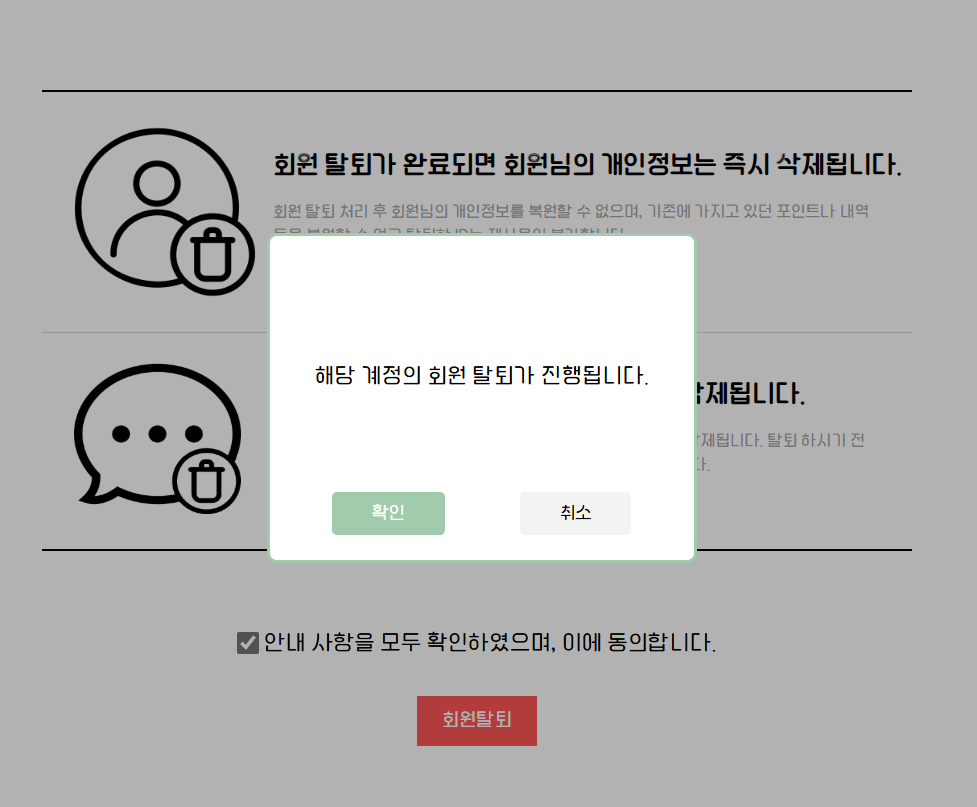 회원 탈퇴가 완료되면 회원님의 개인정보는 즉시 삭제됩니다.
회원 탈퇴 처리 후 회원님의 개인정보를 복원할 수 없으며, 기존에 가지고 있던 포인트나 내역
해당 계정의 회원 탈퇴가 진행됩니다.
삭제됩니다.
삭제됩니다. 탈퇴 하시기 전
확인
취소
안내 사항을 모두 확인하였으며, 이에 동의합니다.
회원탈퇴